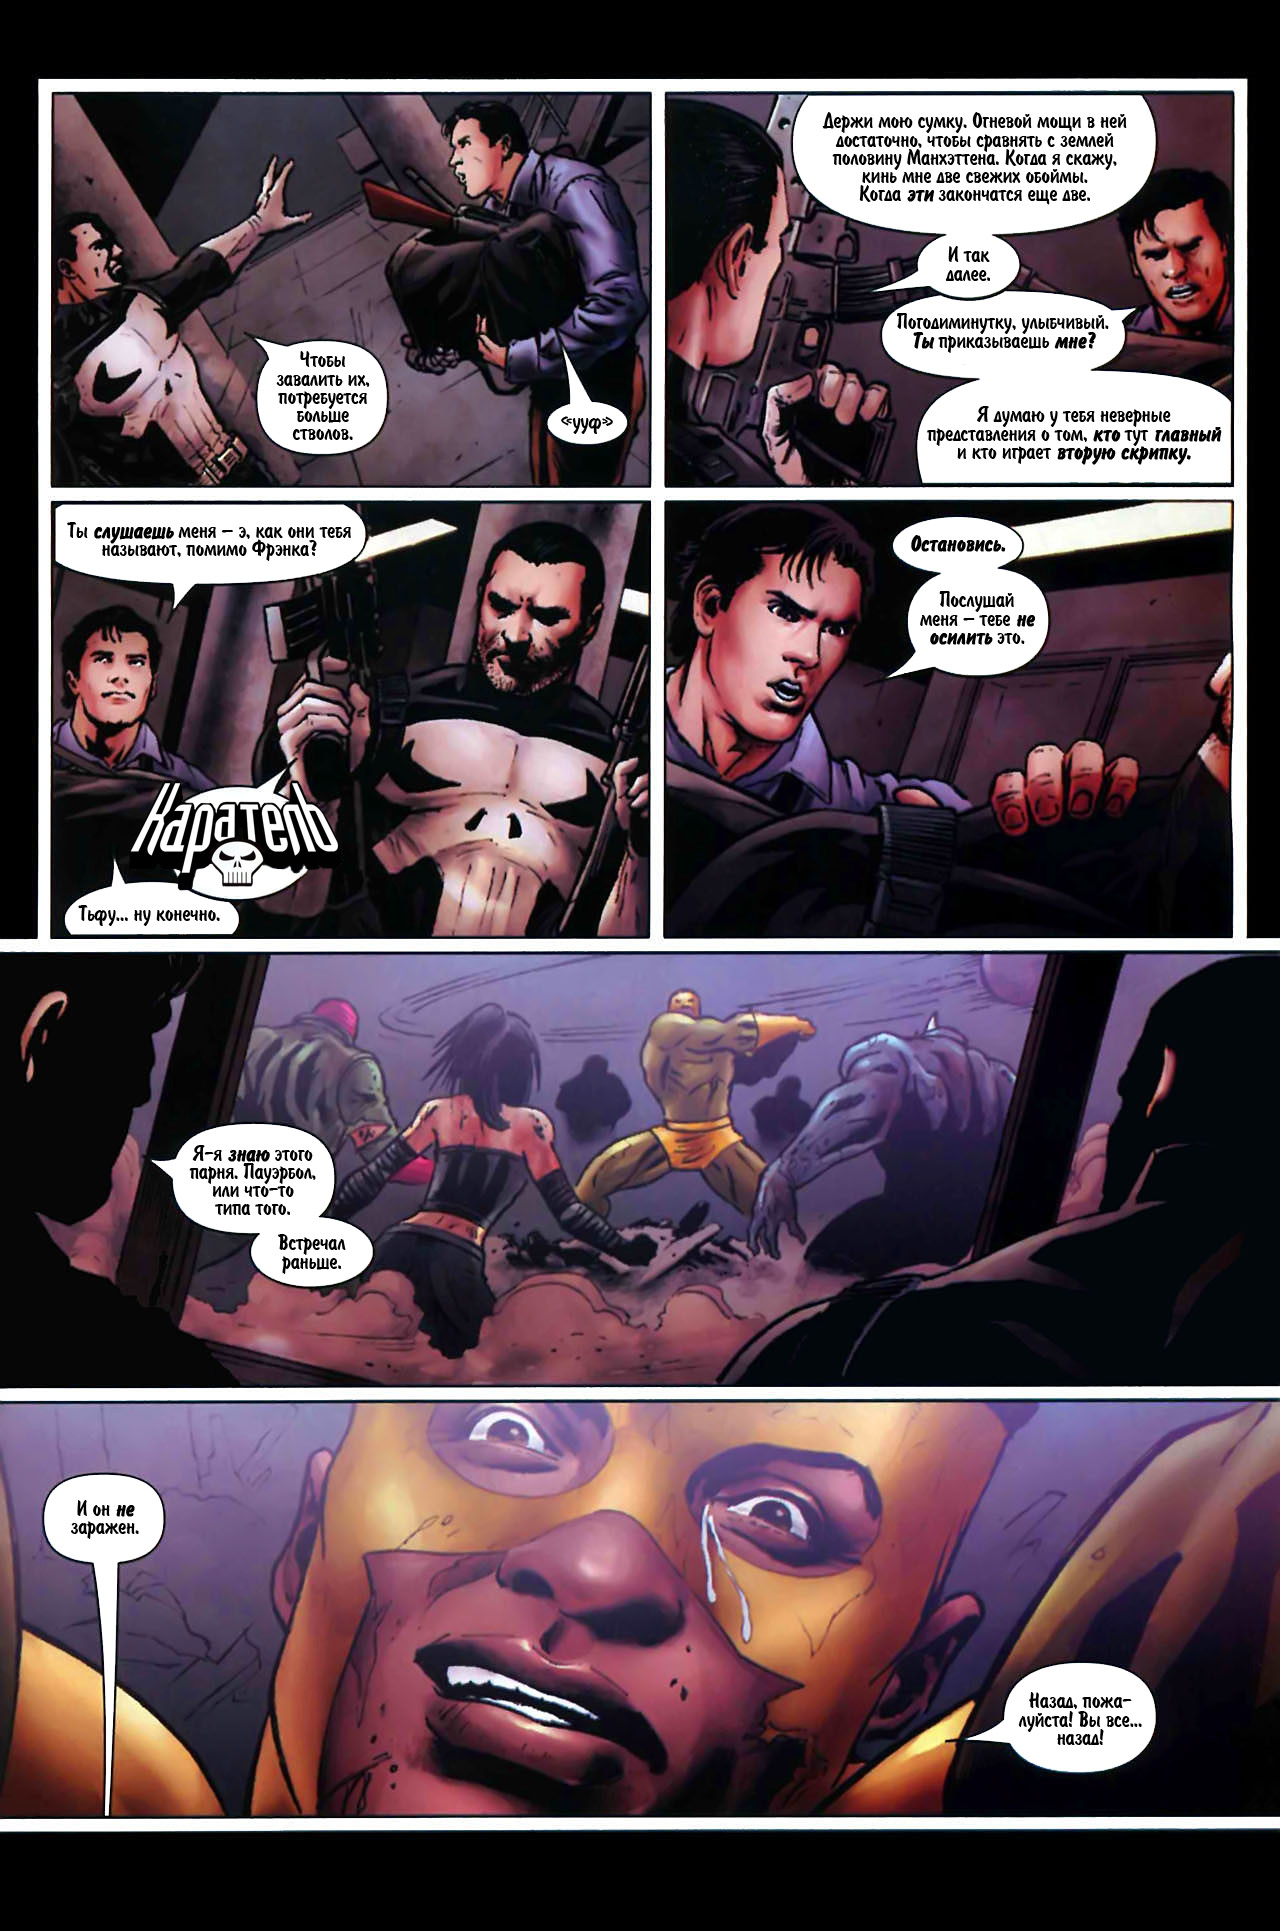 Чтобы
завалить их,
потребуется
больше
стволов.
«ууф»
Держи мою сумку. Огневой мощи в ней
достаточно, чтобы сравнять с землей
половину Манхэттена. Когда я скажу,
кинь мне две свежих обоймы.
Когда эти закончатся еще две.
И так
далее.
Погодиминутку, улыбчивый.
Ты приказываешь мне?
Я думаю у тебя неверные
представления о том, кто тут главный
и кто играет вторую скрипку.
Ты слушаешь меня – э, как они тебя
называют, помимо Фрэнка?
Каратель
Тьфу... ну конечно.
Остановись.
Послушай
меня – тебе не
осилить это.
Я-я знаю этого
парня. Пауэрбол,
или что-то
типа того.
Встречал
раньше.
И он не
заражен.
Назад, пожа-
луйста! Вы все...
назад!